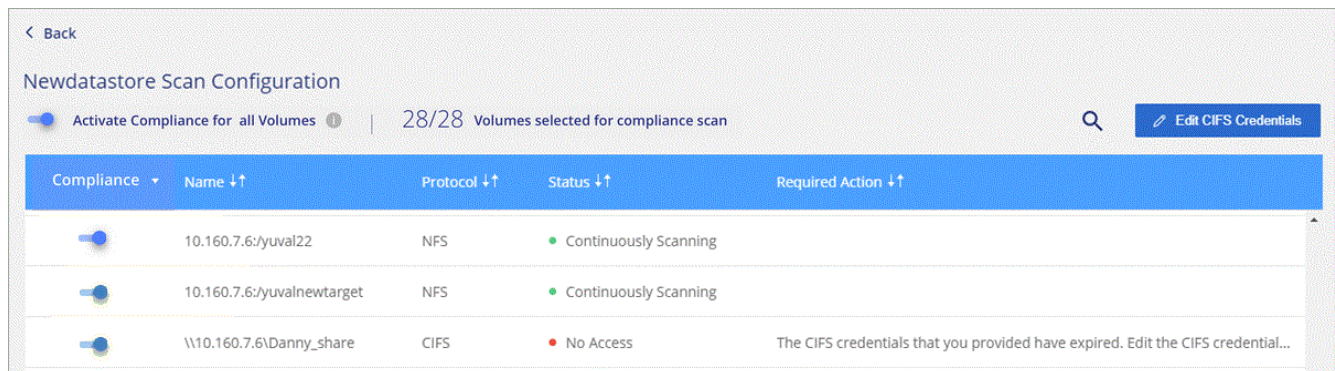 Back
Newdatastore Scan Configuration
Activate Compliance for all Volumes i | 28/28 Volumes selected for compliance scan Edit CIFS Credentials
Compliance Name Protocol Status Required Action
10.160.7.6:/yuval22 NFS Continuously Scanning
10.160.7.6:/yuvalnewtarget NFS Continuously Scanning
\\10.160.7.6\Danny_share CIFS No Access The CIFS credentials that you provided have expired. Edit the CIFS credential...